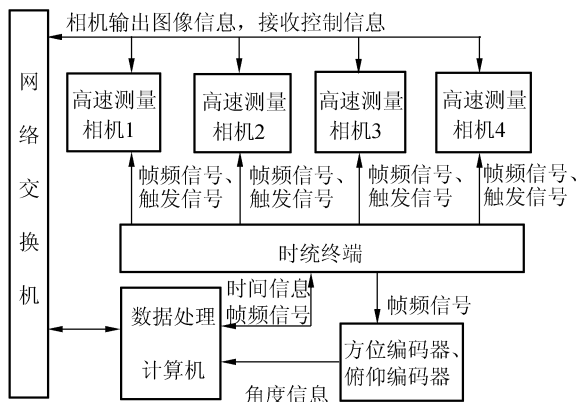 相机输出图像信息，接收控制信息
网络交换机
高速测量
相机1
高速测量
相机2
高速测量
相机3
高速测量
相机4
帧频信号、
触发信号
帧频信号、
触发信号
帧频信号、
触发信号
帧频信号、
触发信号
时统终端
时间信息
帧频信号
帧频信号
数据处理
计算机
方位编码器、
俯仰编码器
角度信息